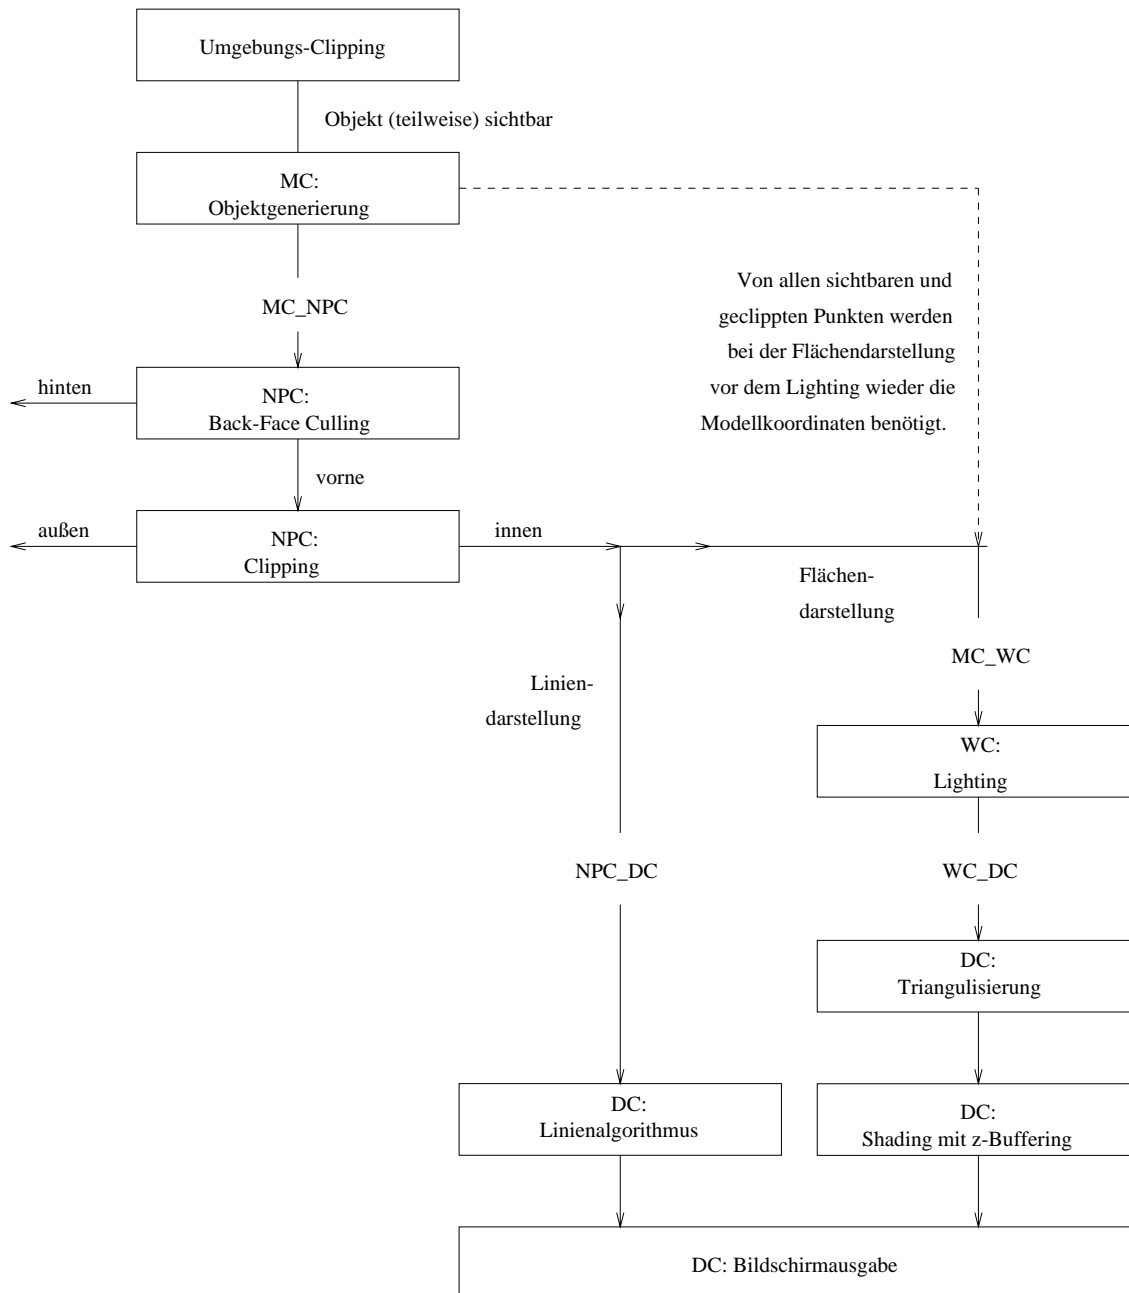 Umgebungs-Clipping
Objekt (teilweise) sichtbar
MC:
Objektgenerierung
Von allen sichtbaren und
geclippten Punkten werden
bei der Flächendarstellung
vor dem Lighting wieder die
Modellkoordinaten benötigt.
MC_NPC
hinten
NPC:
Back-Face Culling
vorne
außen
NPC:
Clipping
innen
Flächen-
darstellung
Linien-
darstellung
MC_WC
WC:
Lighting
NPC_DC
WC_DC
DC:
Triangulisierung
DC:
Linienalgorithmus
DC:
Shading mit z-Buffering
DC: Bildschirmausgabe